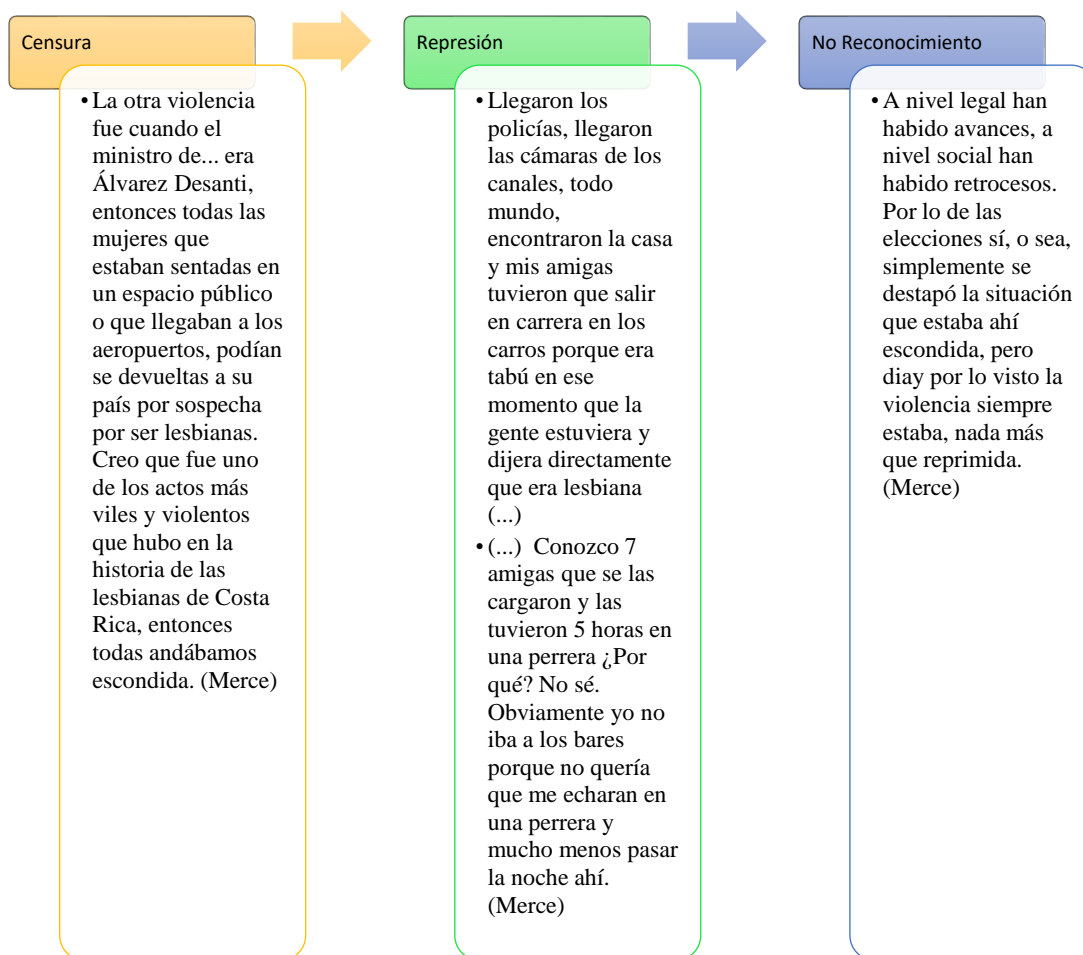 Censura
• La otra violencia
fue cuando el
ministro de... era
Álvarez Desanti,
entonces todas las
mujeres que
estaban sentadas en
un espacio público
o que llegaban a los
aeropuertos, podían
se devueltas a su
país por sospecha
por ser lesbianas.
Creo que fue uno
de los actos más
viles y violentos
que hubo en la
historia de las
lesbianas de Costa
Rica, entonces
todas andábamos
escondida. (Merce)
Represión
• Llegaron los
policías, llegaron
las cámaras de los
canales, todo
mundo,
encontraron la casa
y mis amigas
tuvieron que salir
en carrera en los
carros porque era
tabú en ese
momento que la
gente estuviera y
dijera directamente
que era lesbiana
(...)
• (...) Conozco 7
amigas que se las
cargaron y las
tuvieron 5 horas en
una perrera ¿Por
qué? No sé.
Obviamente yo no
iba a los bares
porque no quería
que me echaran en
una perrera y
mucho menos pasar
la noche ahí.
(Merce)
No Reconocimiento
• A nivel legal han
habido avances, a
nivel social han
habido retrocesos.
Por lo de las
elecciones sí, o sea,
simplemente se
destapó la situación
que estaba ahí
escondida, pero
diay por lo visto la
violencia siempre
estaba, nada más
que reprimida.
(Merce)